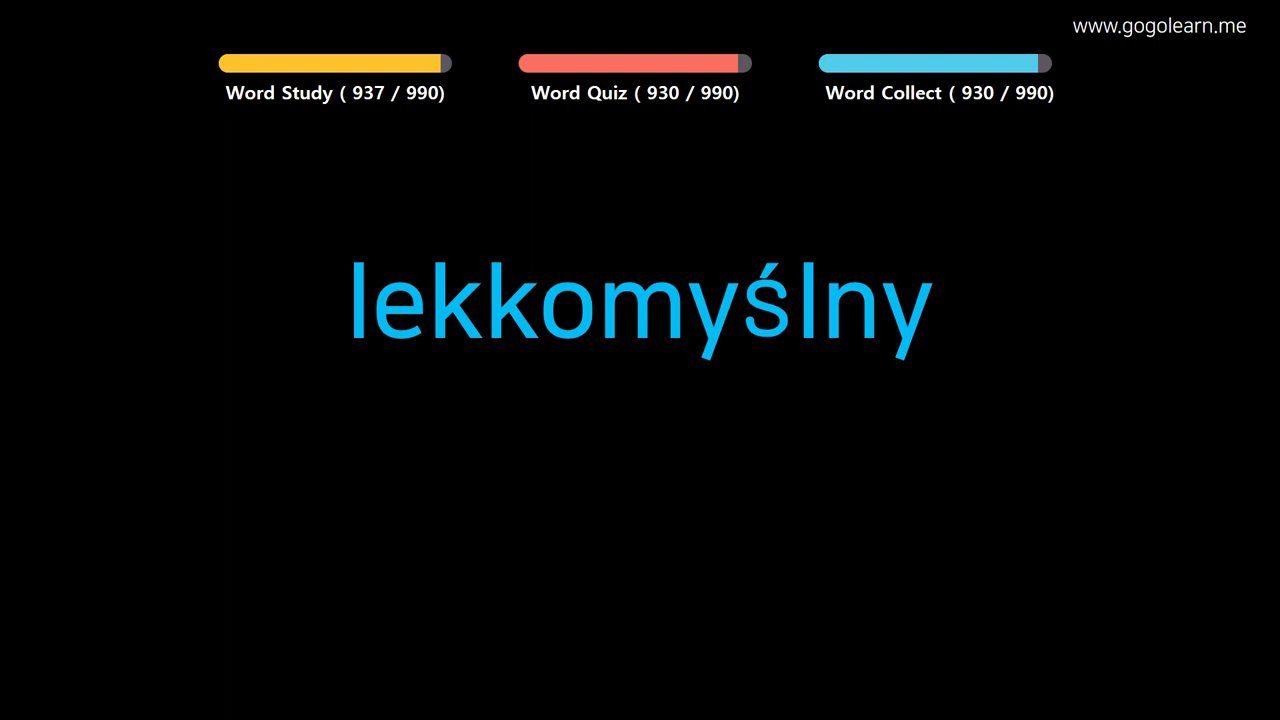 www.gogolearn.me
Word Study ( 937 / 990)
Word Quiz ( 930 / 990)
Word Collect ( 930 / 990)
lekkomyślny